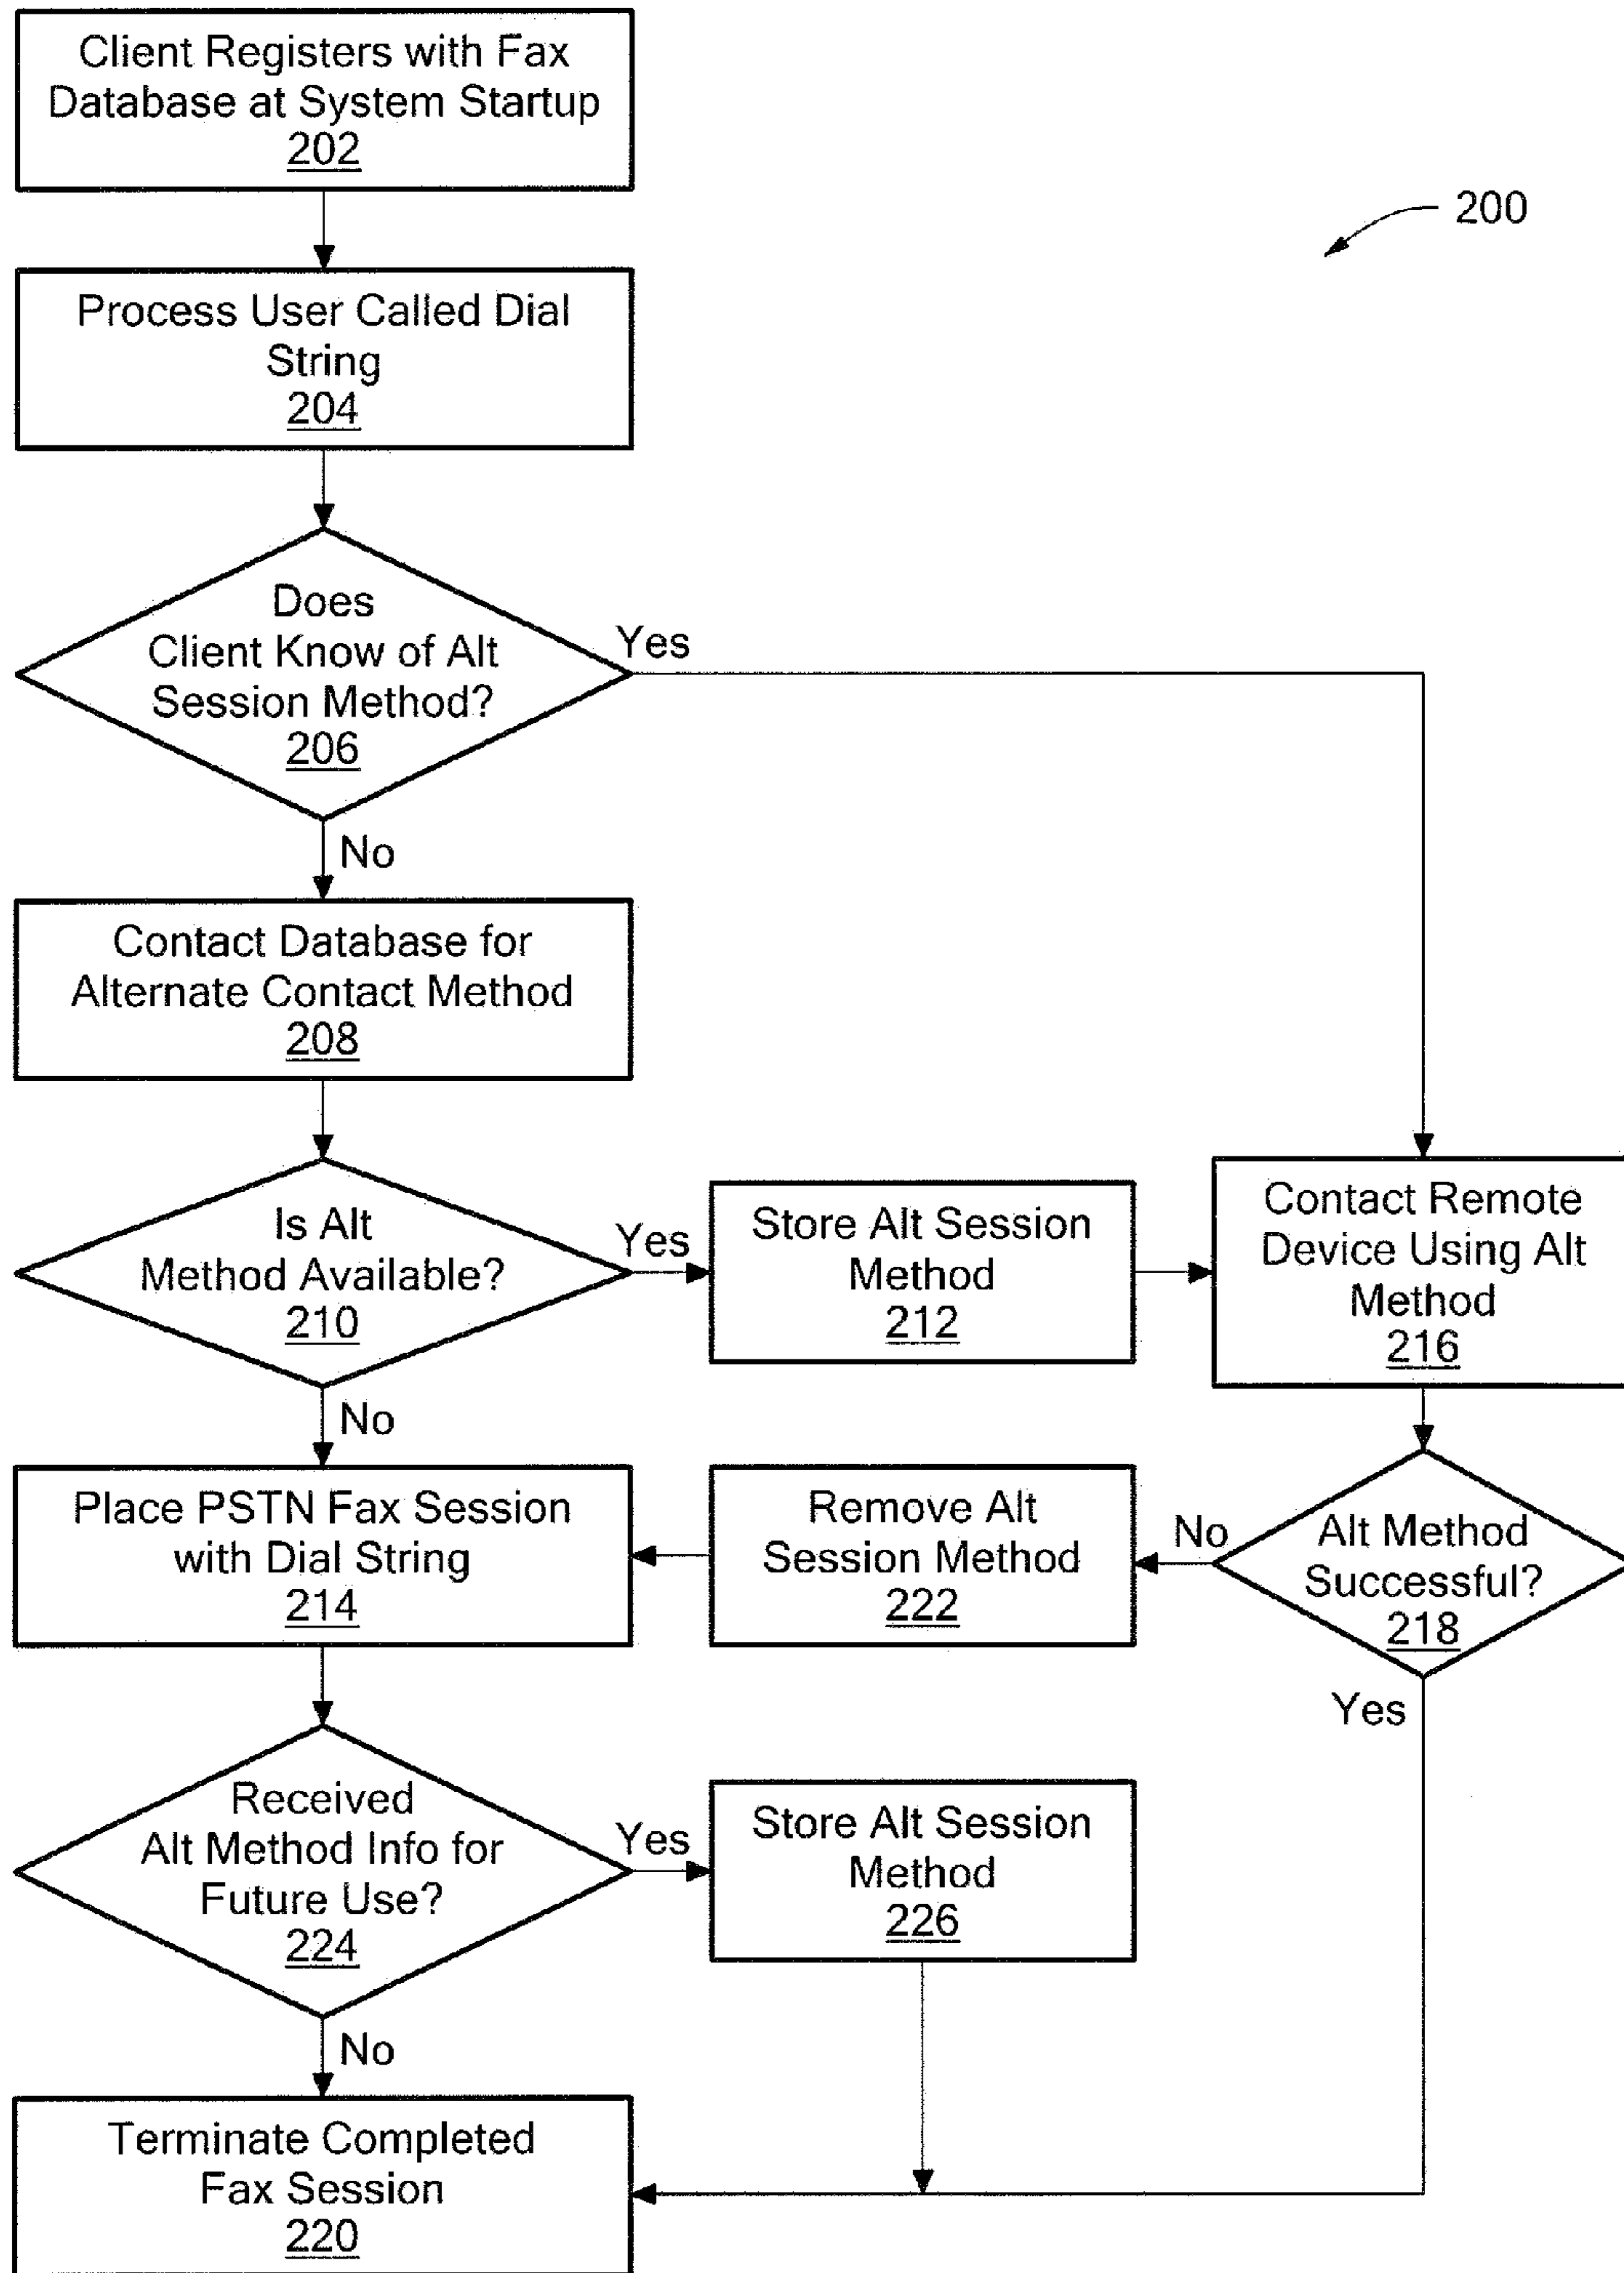 Client Registers with Fax
Database at System Startup
202
200
Process User Called Dial
String
204
Does
Client Know of Alt
Session Method?
206
Yes
No
Contact Database for
Alternate Contact Method
208
Is Alt
Method Available?
210
Yes
Store Alt Session
Method
212
Contact Remote
Device Using Alt
Method
216
No
Place PSTN Fax Session
with Dial String
214
Remove Alt
Session Method
222
No
Alt Method
Successful?
218
Yes
Received
Alt Method Info for
Future Use?
224
Yes
Store Alt Session
Method
226
No
Terminate Completed
Fax Session
220